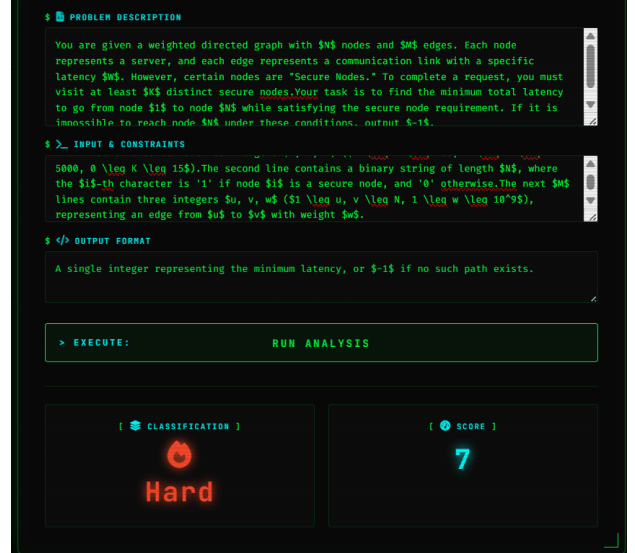 $ PROBLEM DESCRIPTION
You are given a weighted directed graph with $N$ nodes and $M$ edges. Each node
represents a server, and each edge represents a communication link with a specific
latency $W$. However, certain nodes are "Secure Nodes." To complete a request, you must
visit at least $K$ distinct secure nodes.Your task is to find the minimum total latency
to go from node $1$ to node $N$ while satisfying the secure node requirement. If it is
impossible to reach node $N$ under these conditions, output $-1$.
$ >_ INPUT & CONSTRAINTS
5000, 0 \leq K \leq 15$).The second line contains a binary string of length $N$, where
the $i$-th character is '1' if node $i$ is a secure node, and '0' otherwise.The next $M$
lines contain three integers $u, v, w$ ($1 \leq u, v \leq N, 1 \leq w \leq 10^9$),
representing an edge from $u$ to $v$ with weight $w$.
$ </> OUTPUT FORMAT
A single integer representing the minimum latency, or $-1$ if no such path exists.
> EXECUTE: RUN ANALYSIS
[ CLASSIFICATION ]
Hard
[ SCORE ]
7